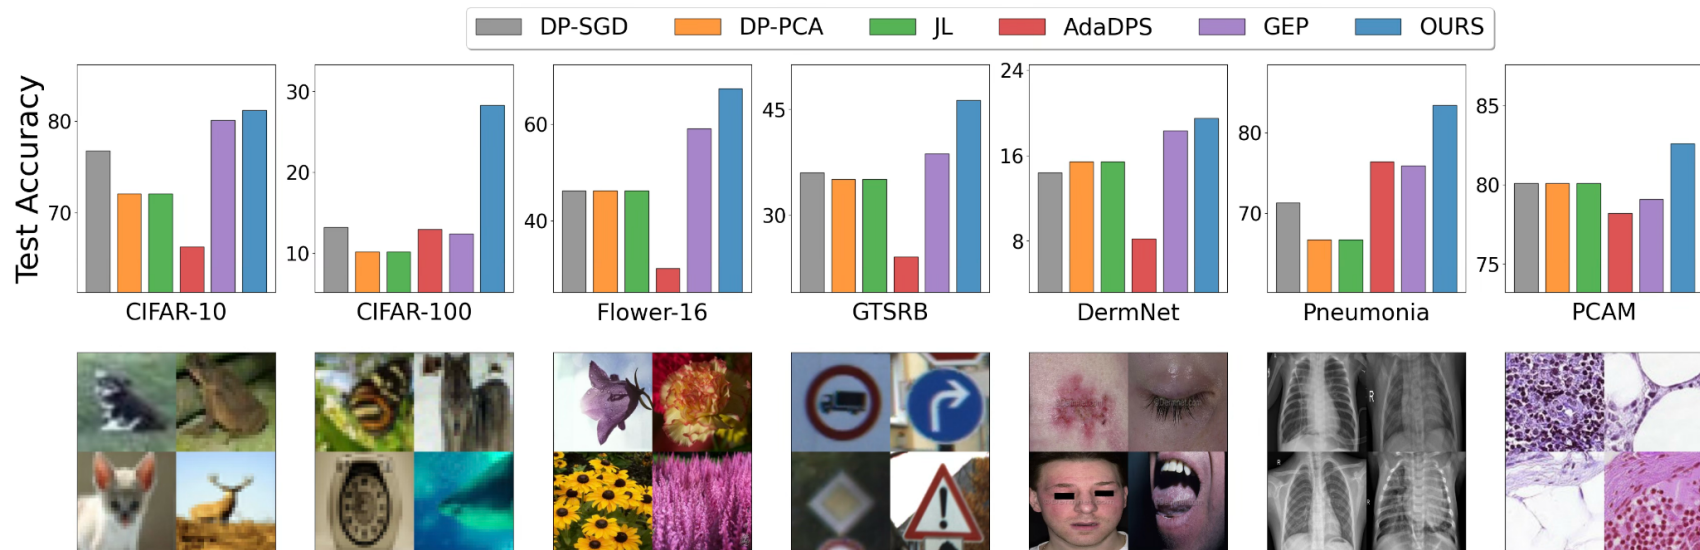 DP-SGD DP-PCA JL AdaDPS GEP OURS
Test Accuracy
80
70
CIFAR-10
30
20
10
CIFAR-100
60
40
Flower-16
45
30
GTSRB
24
16
8
DermNet
80
70
Pneumonia
85
80
75
PCAM
R